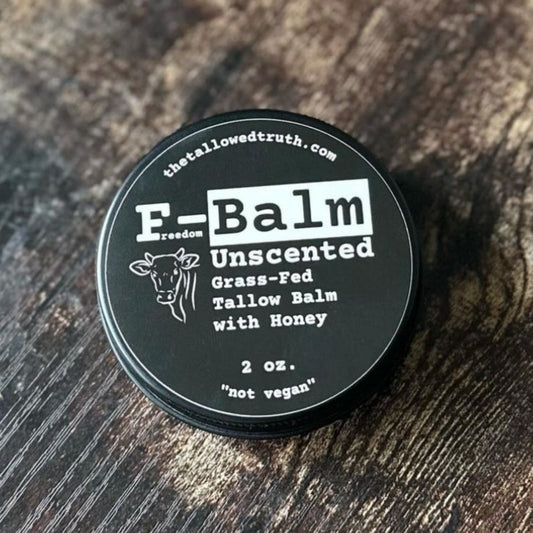 thetallowedtruth.com
F-Balm
reedom
Unscented
Grass-Fed
Tallow Balm
with Honey
2 oz.
"not vegan"